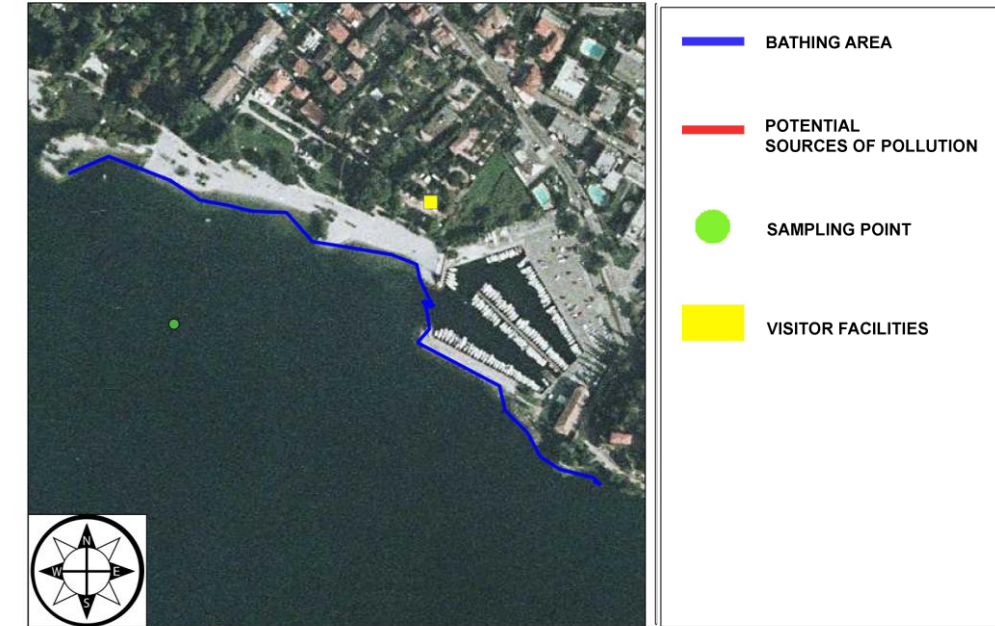 BATHING AREA
POTENTIAL
SOURCES OF POLLUTION
SAMPLING POINT
VISITOR FACILITIES
N
W E
S